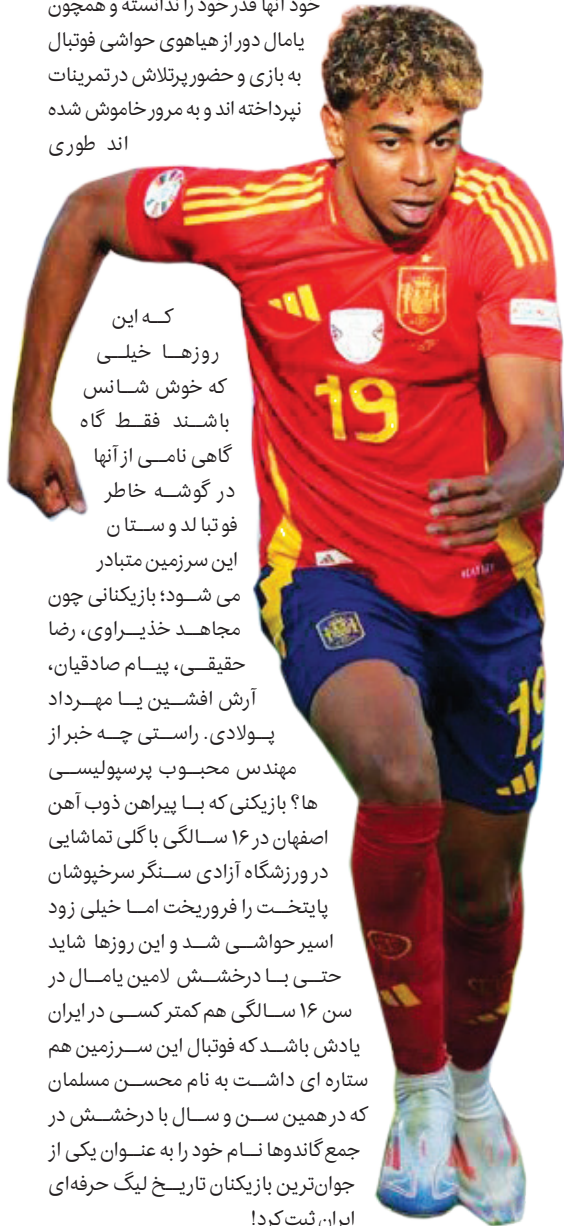 خود آنها قدر خود را ندانسته و همچون
یامال دور از هیاهوی حواشی فوتبال
به بازی و حضور پرتلاش در تمرینات
نپرداخته اند و به مرور خاموش شده
اند طوری
که این
روزها خیلی
که خوش شانس
باشند فقط گاه
گاهی نامی از آنها
در گوشه خاطر
فوتبالدوستان
این سرزمین متبادر
می شود؛ بازیکنانی چون
مجاهد خذیراوی، رضا
حقیقی، پیام صادقیان،
آرش افشین یا مهرداد
پولادی. راستی چه خبر از
مهندس محبوب پرسپولیسی
ها؟ بازیکنی که با پیراهن ذوب آهن
اصفهان در ۱۶ سالگی با گلی تماشایی
در ورزشگاه آزادی سنگر سرخپوشان
پایتخت را فروریخت اما خیلی زود
اسیر حواشی شد و این روزها شاید
حتی با درخشش لامین یامال در
سن ۱۶ سالگی هم کمتر کسی در ایران
یادش باشد که فوتبال این سرزمین هم
ستاره ای داشت به نام محسن مسلمان
که در همین سن و سال با درخشش در
جمع گاندوها نام خود را به عنوان یکی از
جوان‌ترین بازیکنان تاریخ لیگ حرفه‌ای
ایران ثبت کرد!
19
19